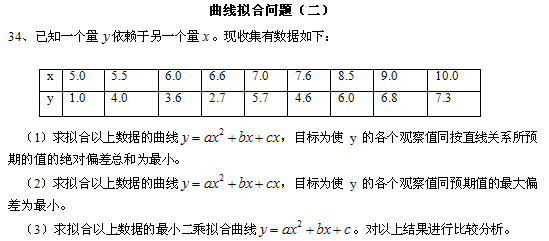 曲线拟合问题（二）
34、已知一个量 y 依赖于另一个量 x 。现收集有数据如下：
x 5.0 5.5 6.0 6.6 7.0 7.6 8.5 9.0 10.0
y 1.0 4.0 3.6 2.7 5.7 4.6 6.0 6.8 7.3
（1）求拟合以上数据的曲线 y = ax² + bx + cx，目标为使 y 的各个观察值同按直线关系所预
期的值的绝对偏差总和为最小。
（2）求拟合以上数据的曲线 y = ax² + bx + cx，目标为使 y 的各个观察值同预期值的最大偏
差为最小。
（3）求拟合以上数据的最小二乘拟合曲线 y = ax² + bx + c。对以上结果进行比较分析。